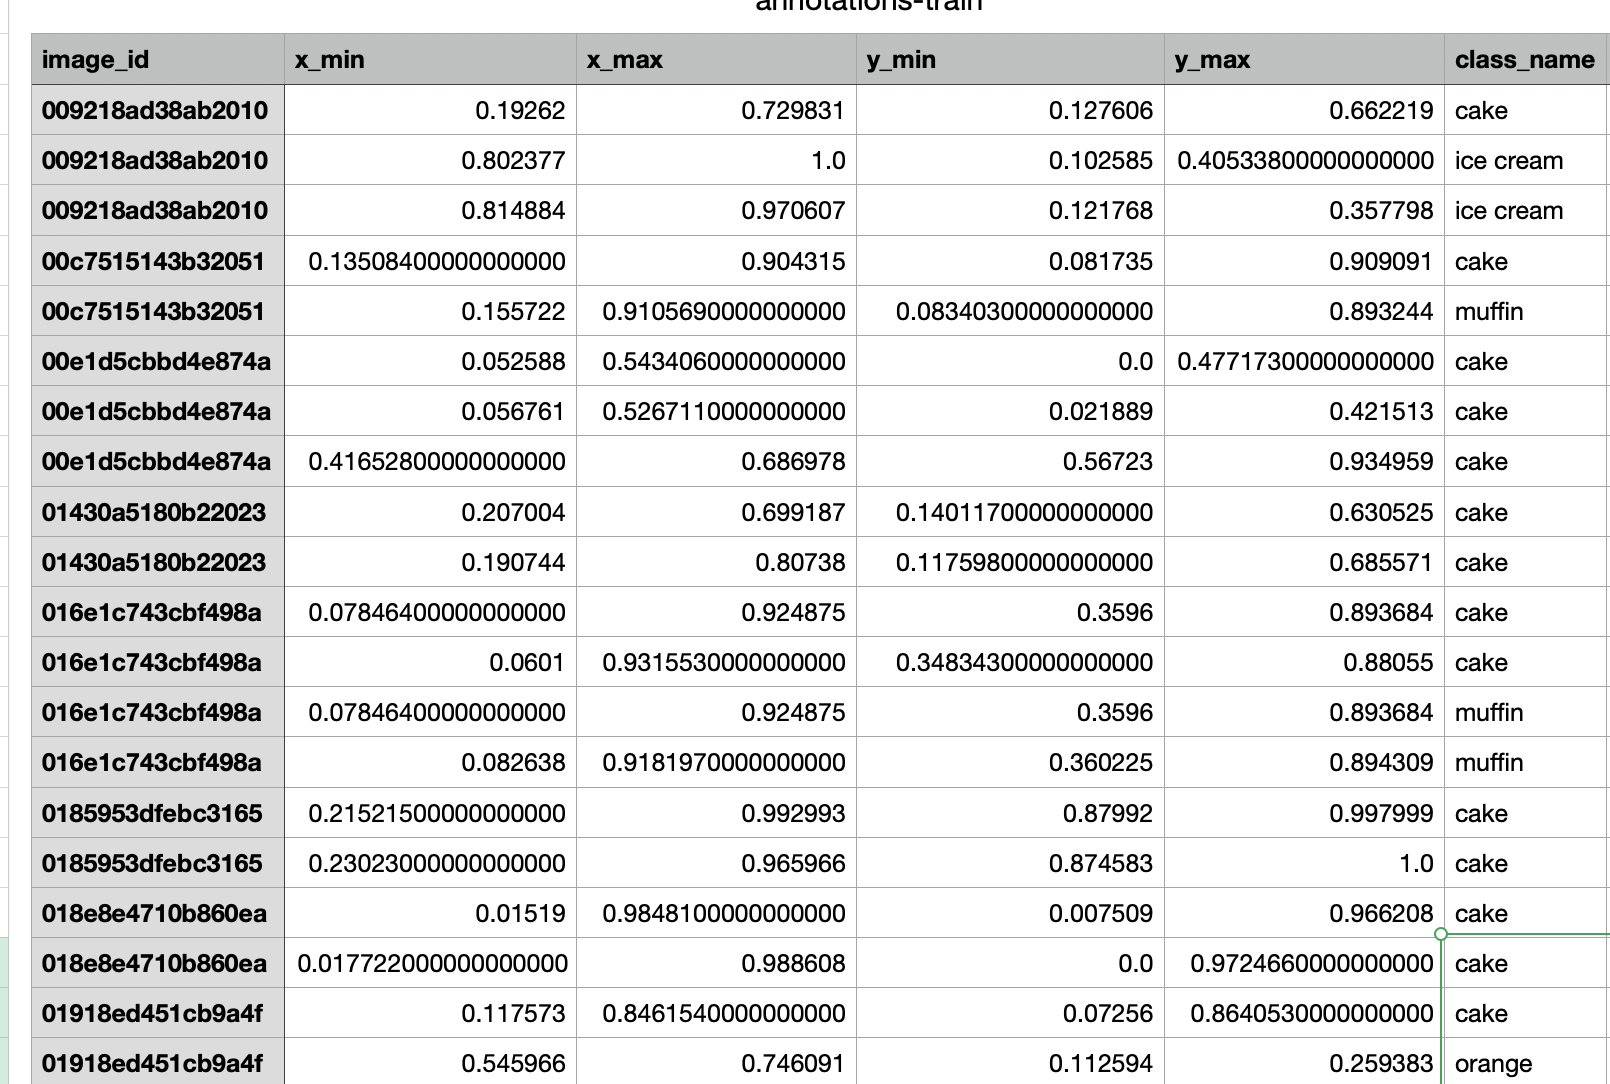 annotations-train
image_id x_min x_max y_min y_max class_name
009218ad38ab2010 0.19262 0.729831 0.127606 0.662219 cake
009218ad38ab2010 0.802377 1.0 0.102585 0.40533800000000000 ice cream
009218ad38ab2010 0.814884 0.970607 0.121768 0.357798 ice cream
00c7515143b32051 0.13508400000000000 0.904315 0.081735 0.909091 cake
00c7515143b32051 0.155722 0.9105690000000000 0.08340300000000000 0.893244 muffin
00e1d5cbbd4e874a 0.052588 0.5434060000000000 0.0 0.47717300000000000 cake
00e1d5cbbd4e874a 0.056761 0.5267110000000000 0.021889 0.421513 cake
00e1d5cbbd4e874a 0.41652800000000000 0.686978 0.56723 0.934959 cake
01430a5180b22023 0.207004 0.699187 0.14011700000000000 0.630525 cake
01430a5180b22023 0.190744 0.80738 0.11759800000000000 0.685571 cake
016e1c743cbf498a 0.07846400000000000 0.924875 0.3596 0.893684 cake
016e1c743cbf498a 0.0601 0.9315530000000000 0.34834300000000000 0.88055 cake
016e1c743cbf498a 0.07846400000000000 0.924875 0.3596 0.893684 muffin
016e1c743cbf498a 0.082638 0.9181970000000000 0.360225 0.894309 muffin
0185953dfebc3165 0.21521500000000000 0.992993 0.87992 0.997999 cake
0185953dfebc3165 0.23023000000000000 0.965966 0.874583 1.0 cake
018e8e4710b860ea 0.01519 0.9848100000000000 0.007509 0.966208 cake
018e8e4710b860ea 0.017722000000000000 0.988608 0.0 0.9724660000000000 cake
01918ed451cb9a4f 0.117573 0.8461540000000000 0.07256 0.8640530000000000 cake
01918ed451cb9a4f 0.545966 0.746091 0.112594 0.259383 orange